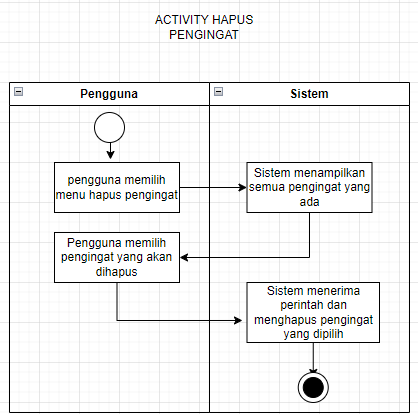 ACTIVITY HAPUS
PENGINGAT
Pengguna
Sistem
pengguna memilih
menu hapus pengingat
Sistem menampilkan
semua pengingat yang
ada
Pengguna memilih
pengingat yang akan
dihapus
Sistem menerima
perintah dan
menghapus pengingat
yang dipilih